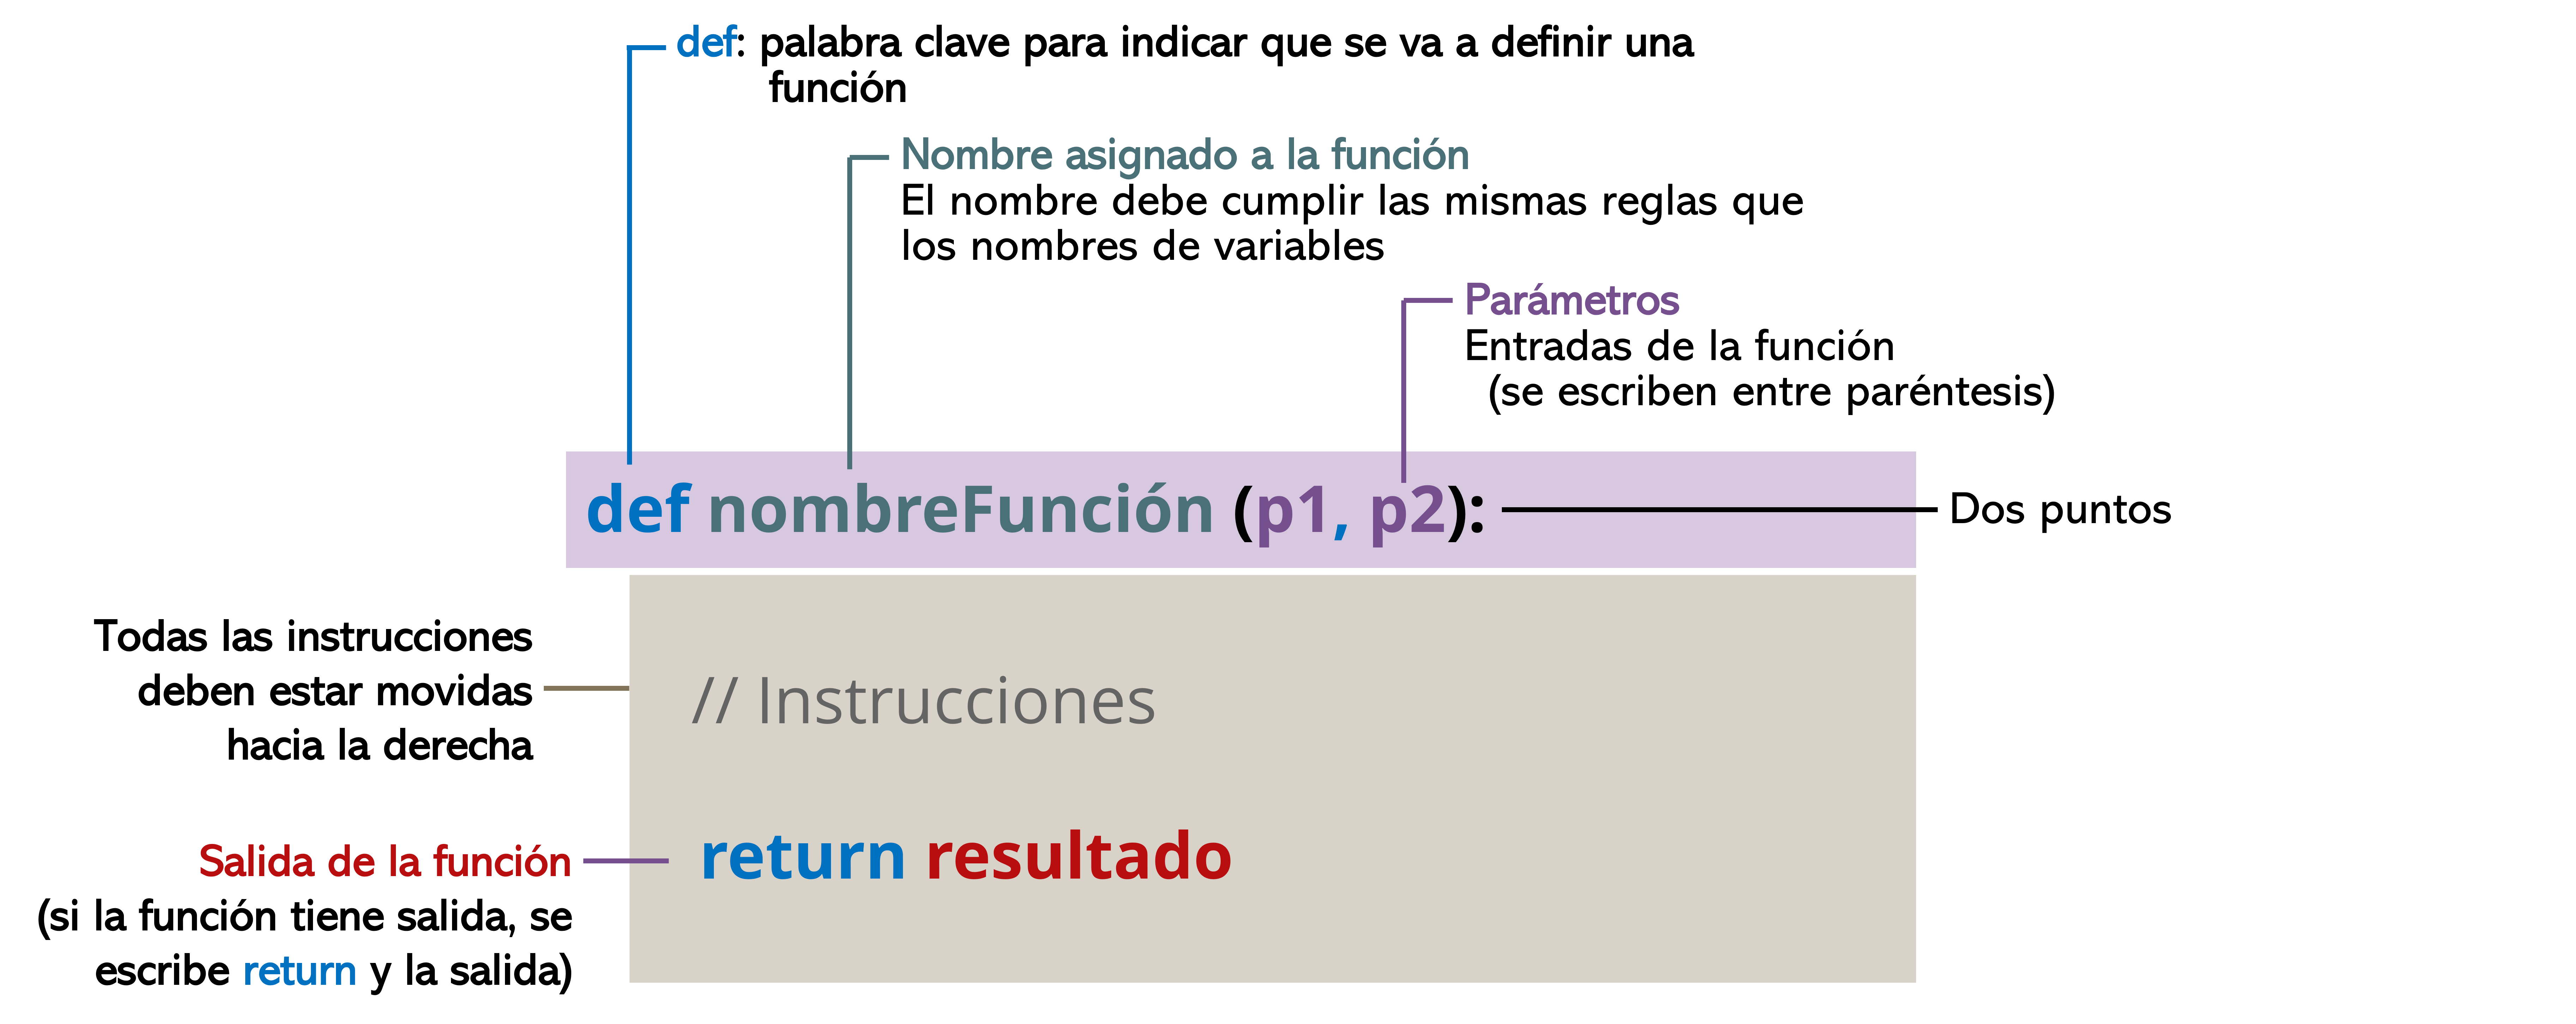 def: palabra clave para indicar que se va a definir una
función
Nombre asignado a la función
El nombre debe cumplir las mismas reglas que
los nombres de variables
Parámetros
Entradas de la función
(se escriben entre paréntesis)
def nombreFunción (p1, p2):
Dos puntos
Todas las instrucciones
deben estar movidas
hacia la derecha
// Instrucciones
Salida de la función
(si la función tiene salida, se
escribe return y la salida)
return resultado